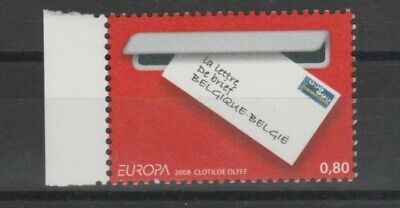 La lettre
De brief
BELGIQUE-BELGIË
EUROPA 2008 CLOTILDE OLYFF 0,80